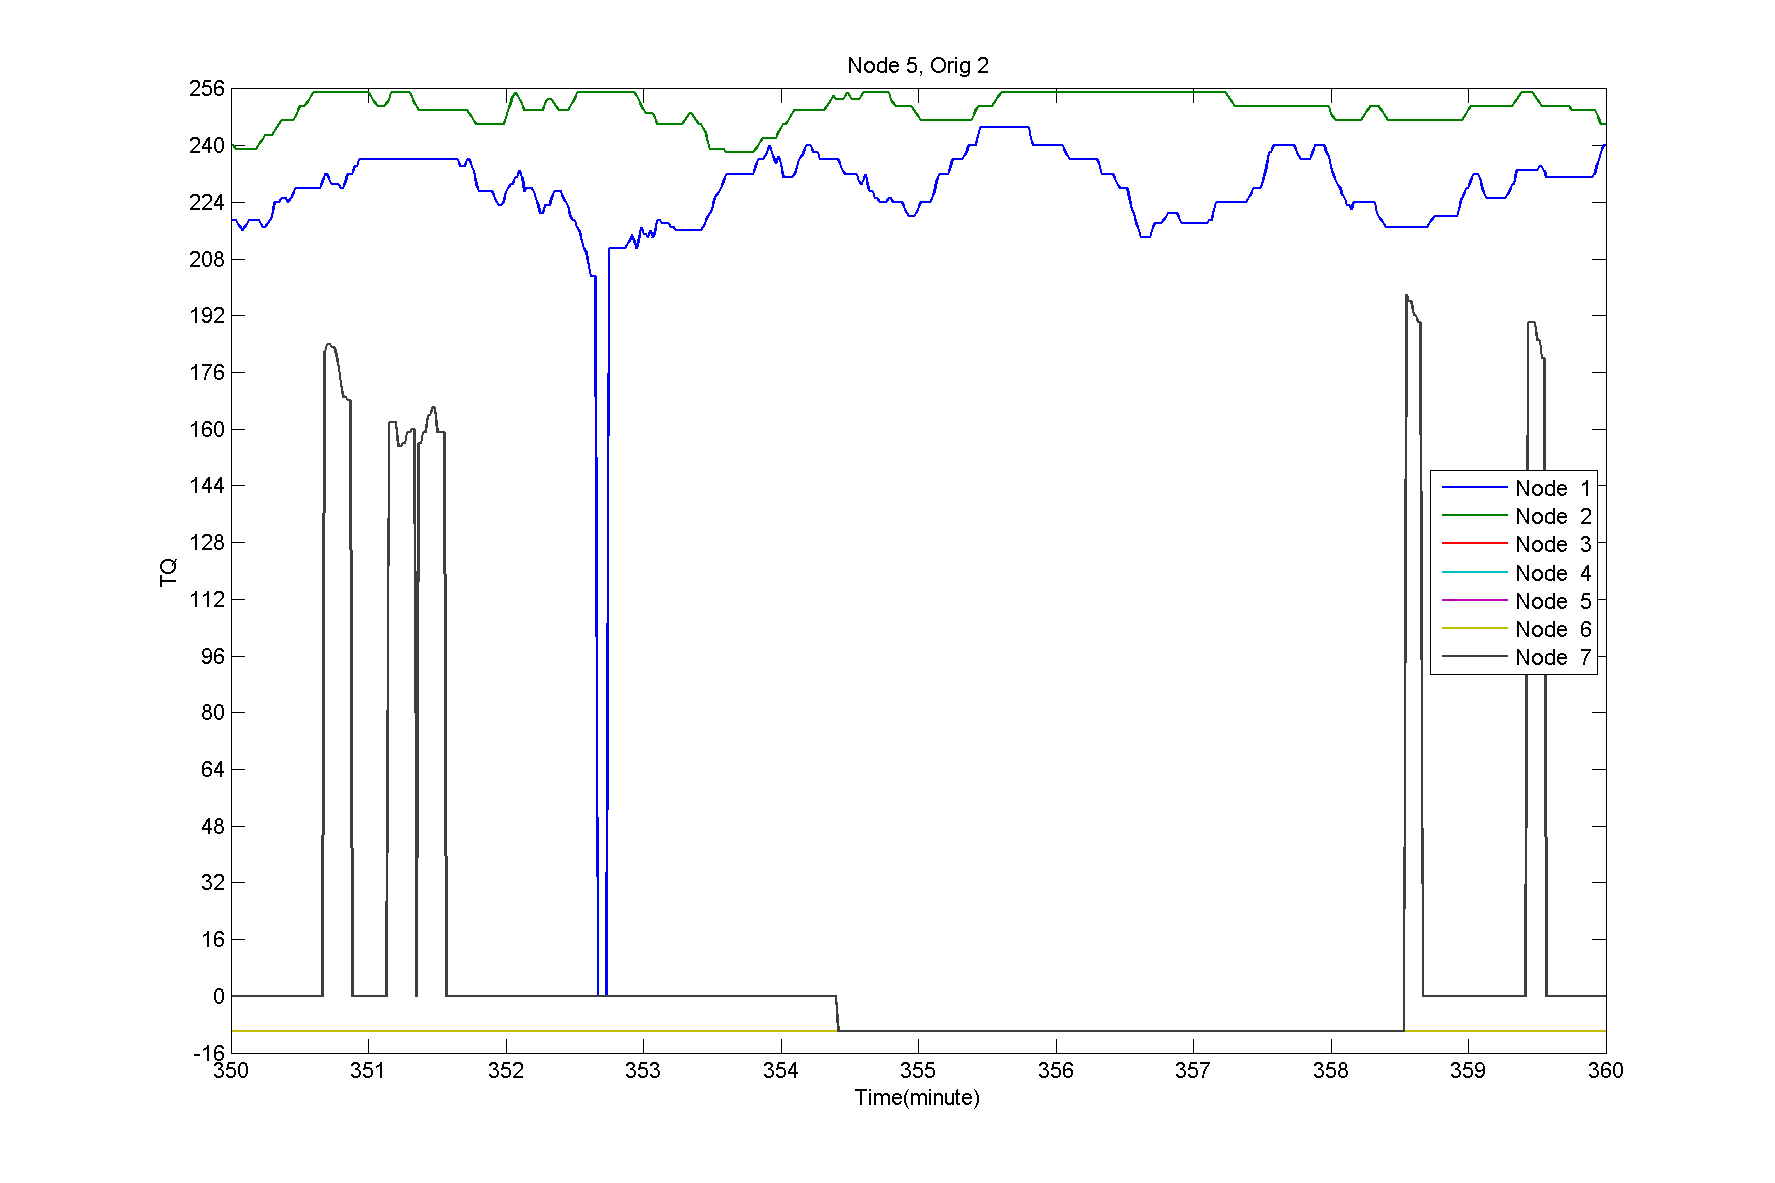 Node 5, Orig 2
256
240
224
208
192
176
160
144
128
112
96
80
64
48
32
16
0
-16
TQ
Node 1
Node 2
Node 3
Node 4
Node 5
Node 6
Node 7
350 351 352 353 354 355 356 357 358 359 360
Time(minute)